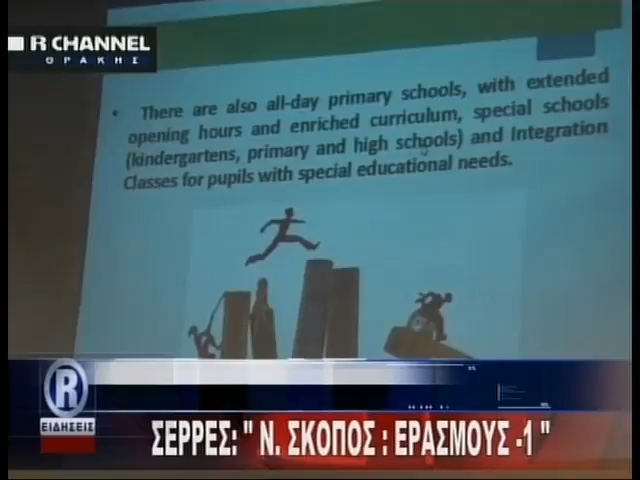 R CHANNEL
ΘΡΑΚΗΣ
• There are also all-day primary schools, with extended
opening hours and enriched curriculum, special schools
(kindergartens, primary and high schools) and Integration
Classes for pupils with special educational needs.
R
ΕΙΔΗΣΕΙΣ
ΣΕΡΡΕΣ: " Ν. ΣΚΟΠΟΣ : ΕΡΑΣΜΟΥΣ -1 "